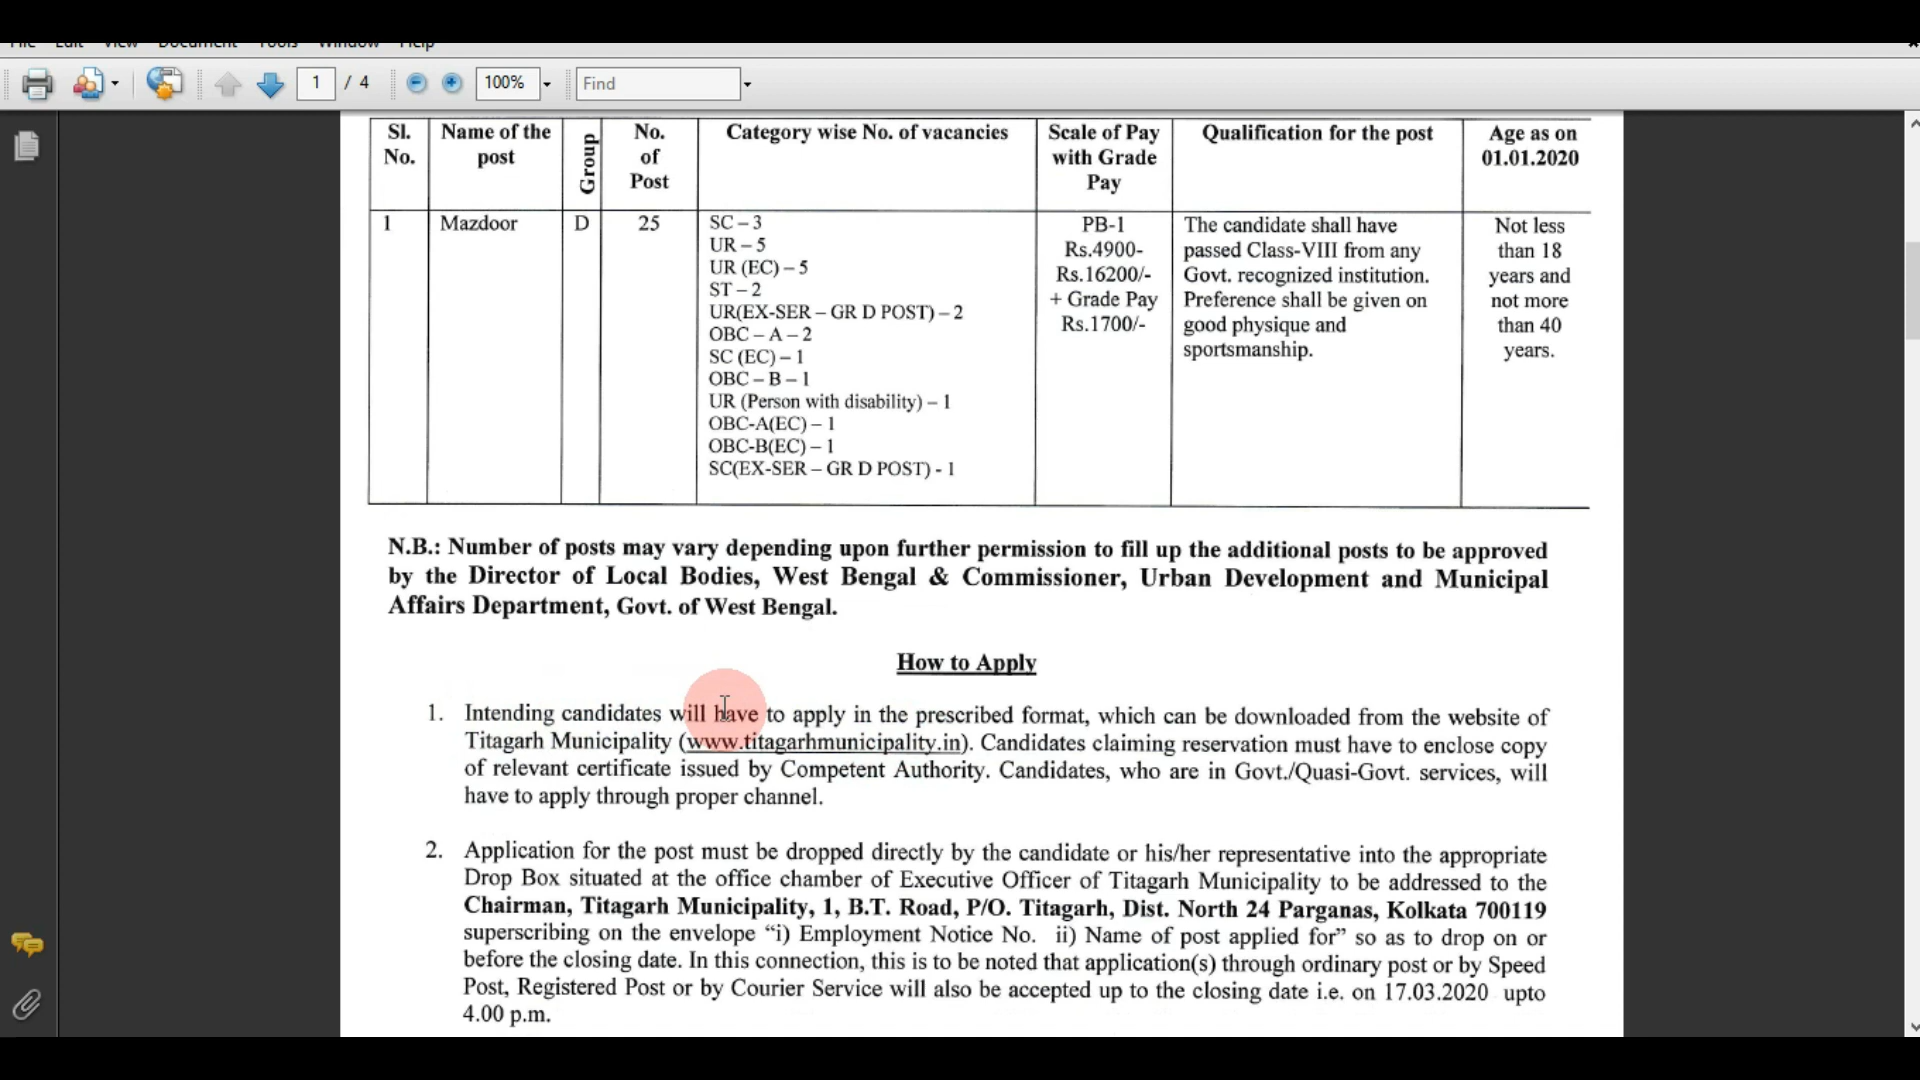 File Edit View Document Tools Window Help
1 / 4 100% Find
Sl. No. Name of the post Group No. of Post Category wise No. of vacancies Scale of Pay with Grade Pay Qualification for the post Age as on 01.01.2020
1 Mazdoor D 25
SC – 3
UR – 5
UR (EC) – 5
ST – 2
UR(EX-SER – GR D POST) – 2
OBC – A – 2
SC (EC) – 1
OBC – B – 1
UR (Person with disability) – 1
OBC-A(EC) – 1
OBC-B(EC) – 1
SC(EX-SER – GR D POST) - 1
PB-1
Rs.4900-
Rs.16200/-
+ Grade Pay
Rs.1700/-
The candidate shall have
passed Class-VIII from any
Govt. recognized institution.
Preference shall be given on
good physique and
sportsmanship.
Not less
than 18
years and
not more
than 40
years.
N.B.: Number of posts may vary depending upon further permission to fill up the additional posts to be approved
by the Director of Local Bodies, West Bengal & Commissioner, Urban Development and Municipal
Affairs Department, Govt. of West Bengal.
How to Apply
1. Intending candidates will have to apply in the prescribed format, which can be downloaded from the website of
Titagarh Municipality (www.titagarhmunicipality.in). Candidates claiming reservation must have to enclose copy
of relevant certificate issued by Competent Authority. Candidates, who are in Govt./Quasi-Govt. services, will
have to apply through proper channel.
2. Application for the post must be dropped directly by the candidate or his/her representative into the appropriate
Drop Box situated at the office chamber of Executive Officer of Titagarh Municipality to be addressed to the
Chairman, Titagarh Municipality, 1, B.T. Road, P/O. Titagarh, Dist. North 24 Parganas, Kolkata 700119
superscribing on the envelope “i) Employment Notice No. ii) Name of post applied for” so as to drop on or
before the closing date. In this connection, this is to be noted that application(s) through ordinary post or by Speed
Post, Registered Post or by Courier Service will also be accepted up to the closing date i.e. on 17.03.2020 upto
4.00 p.m.